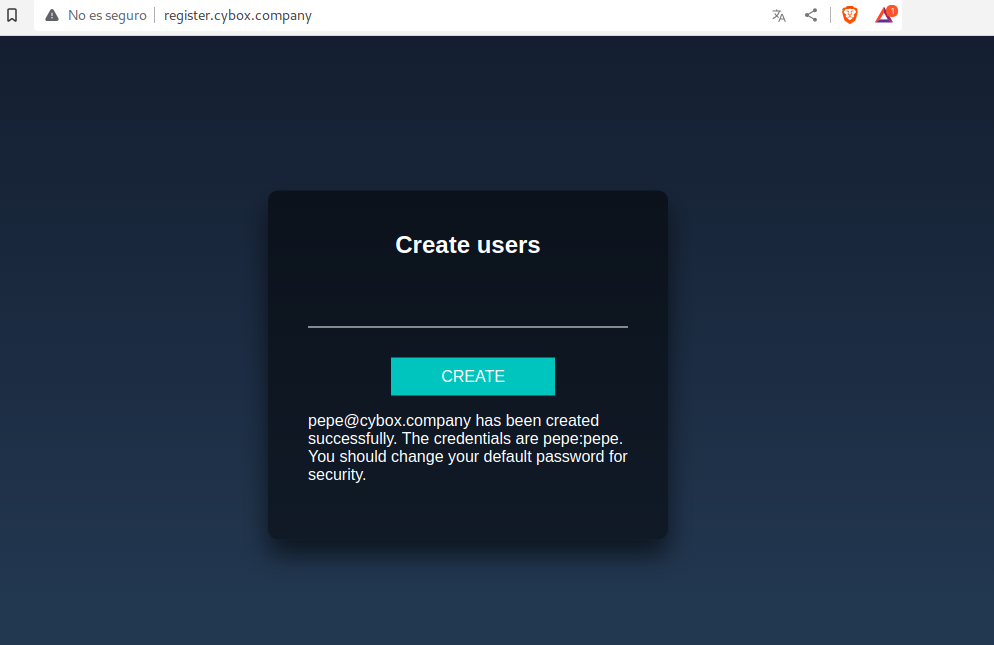 No es seguro register.cybox.company 1
Create users
CREATE
pepe@cybox.company has been created
successfully. The credentials are pepe:pepe.
You should change your default password for
security.